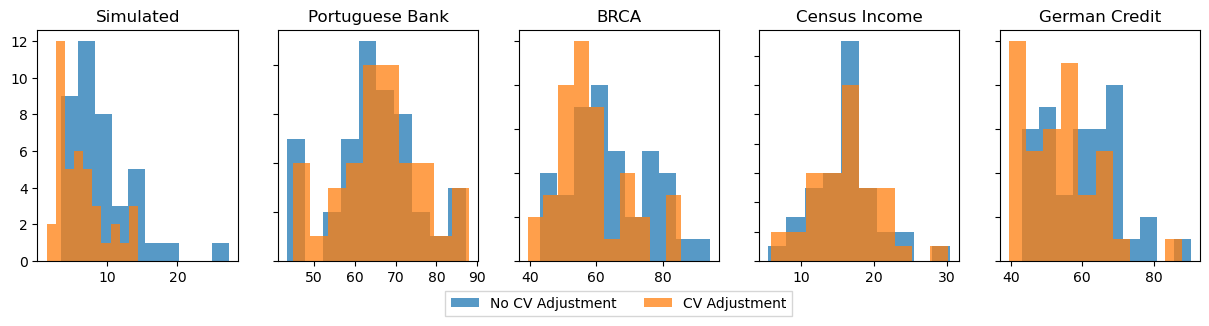 Simulated Portuguese Bank BRCA Census Income German Credit
12
10
8
6
4
2
0
10 20 50 60 70 80 90 40 60 80 10 20 30 40 60 80
No CV Adjustment CV Adjustment